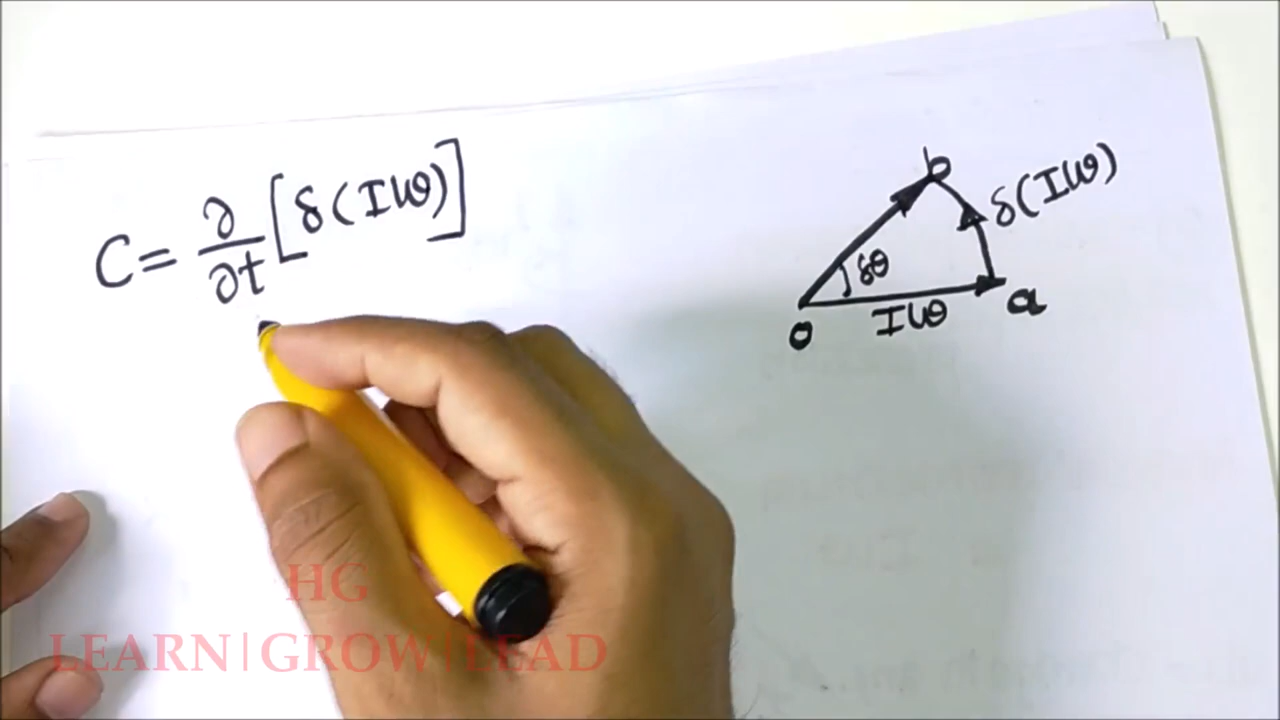 C = ∂/∂t [δ(Iω)]
b
δ(Iω)
δθ
o
Iω
a
HG
LEARN|GROW|LEAD